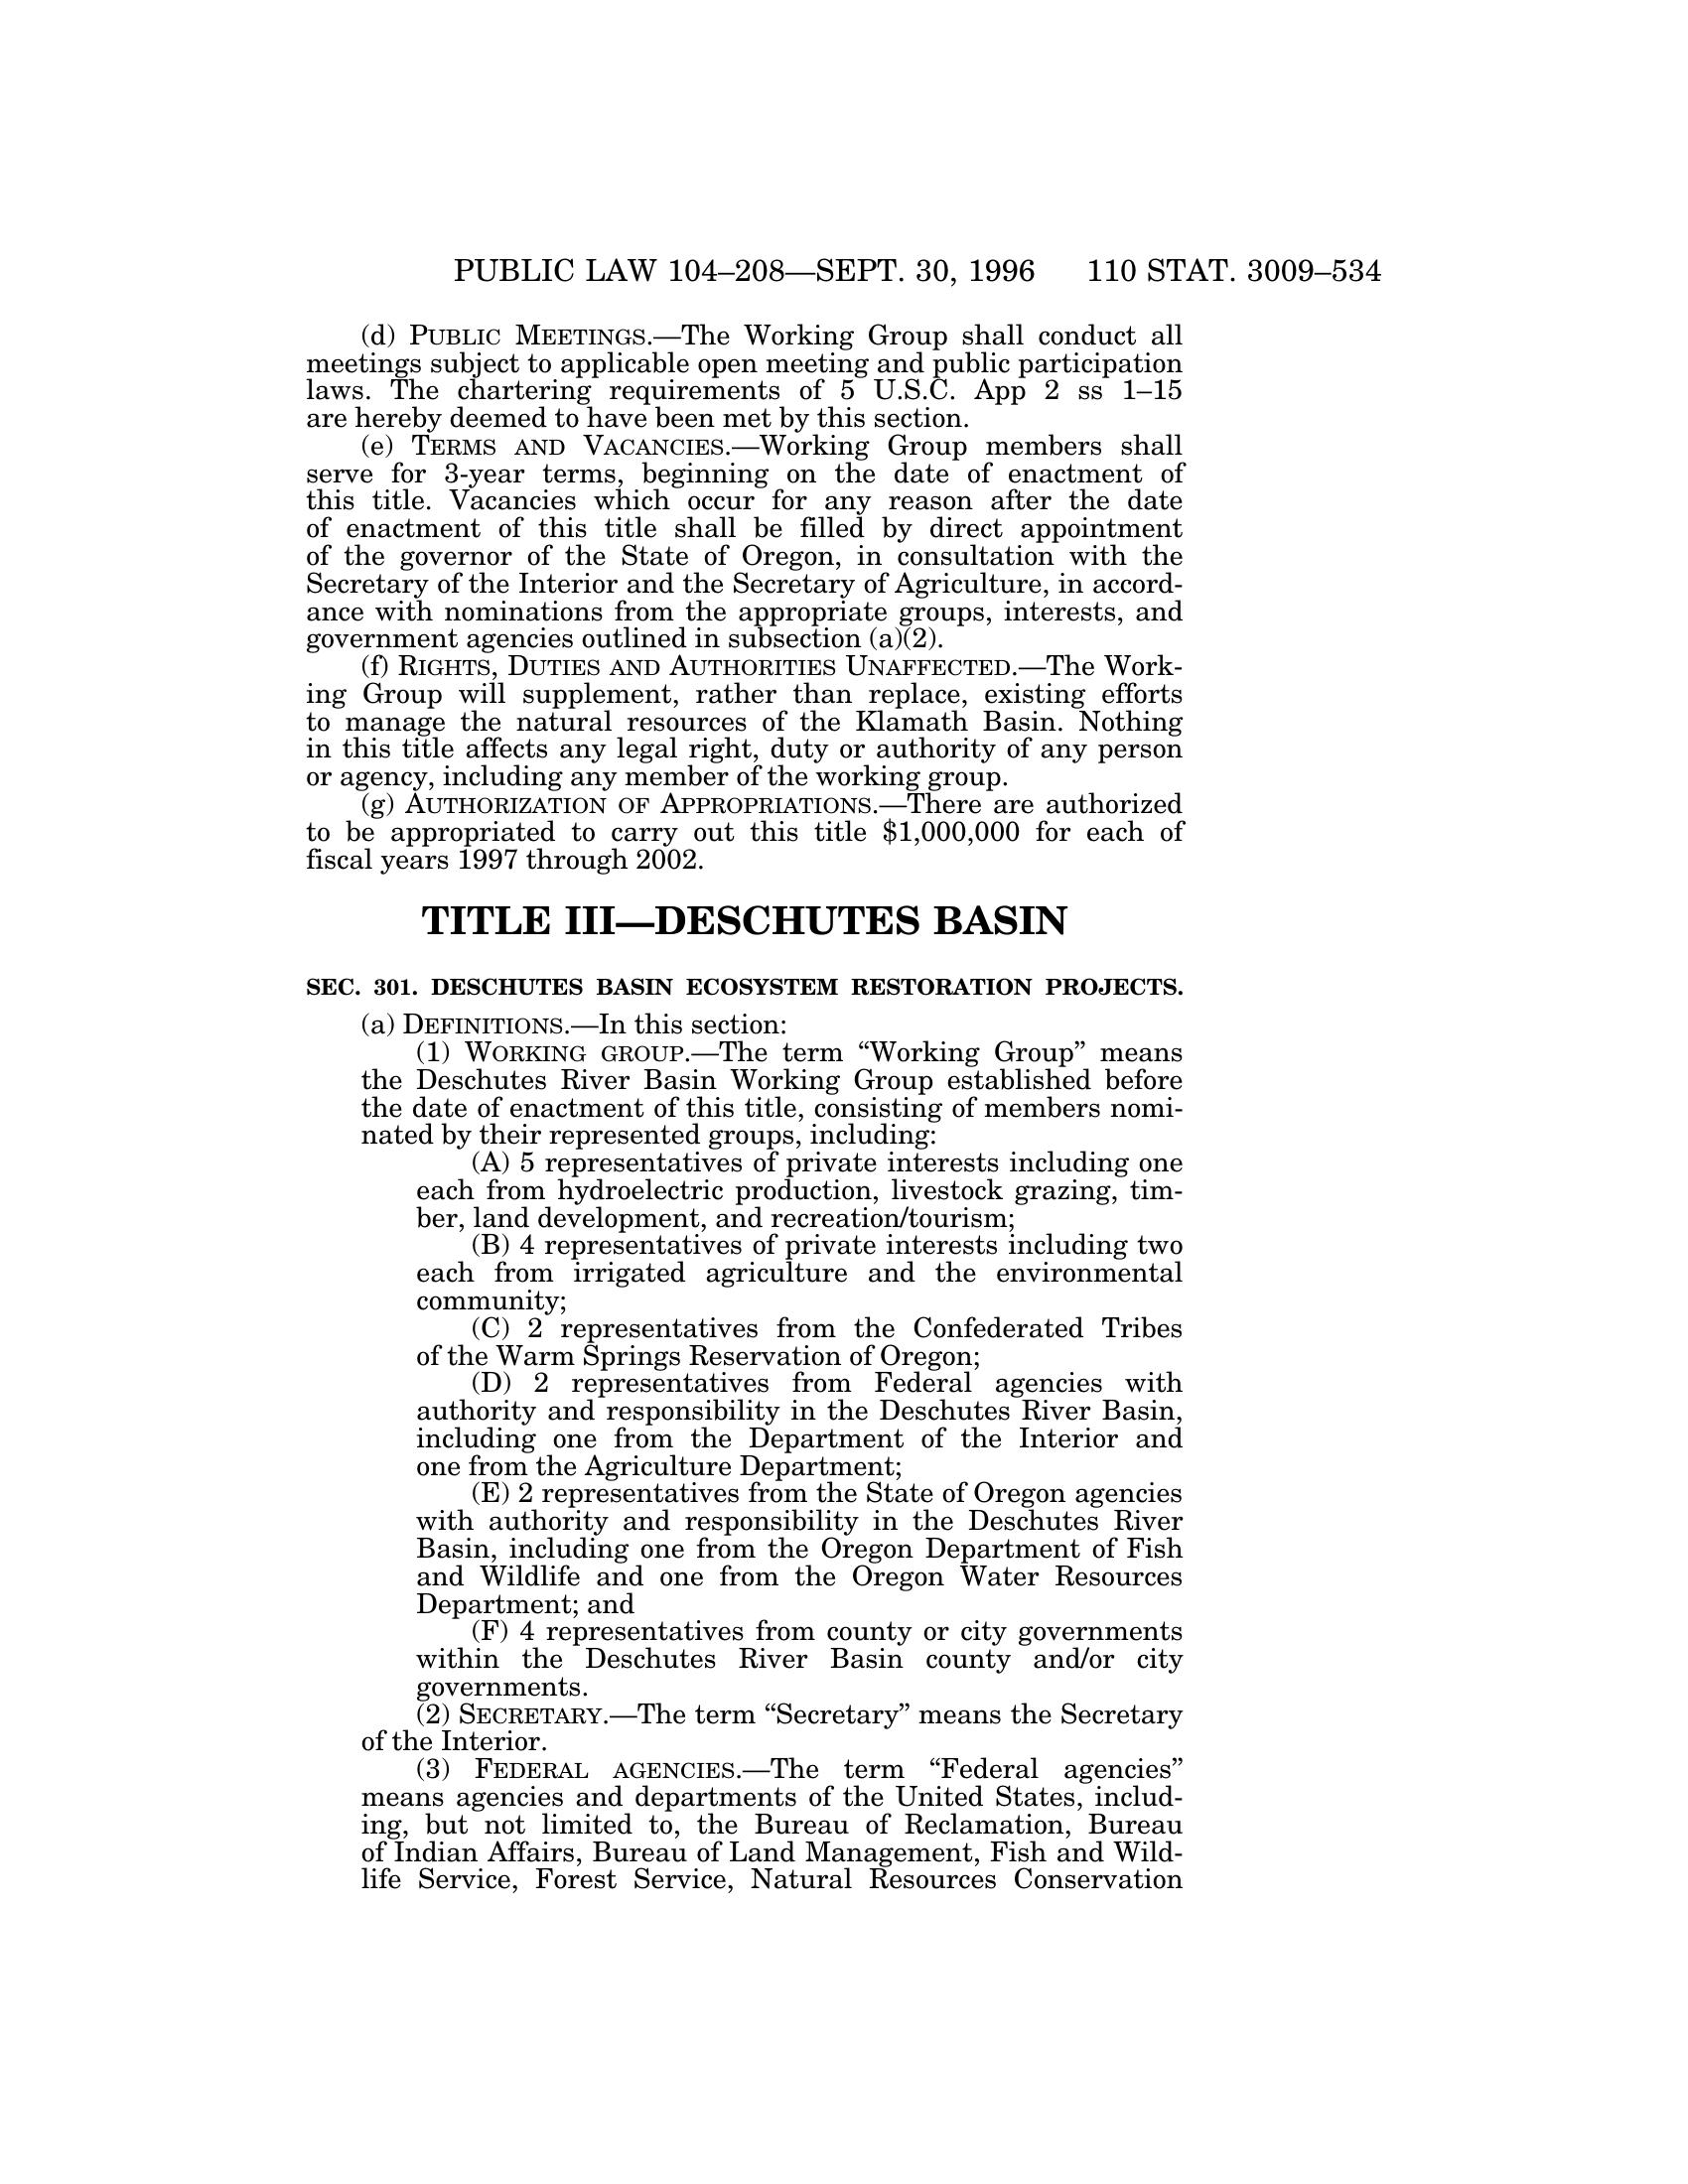 PUBLIC LAW 104–208—SEPT. 30, 1996 110 STAT. 3009–534
(d) PUBLIC MEETINGS.—The Working Group shall conduct all
meetings subject to applicable open meeting and public participation
laws. The chartering requirements of 5 U.S.C. App 2 ss 1–15
are hereby deemed to have been met by this section.
(e) TERMS AND VACANCIES.—Working Group members shall
serve for 3-year terms, beginning on the date of enactment of
this title. Vacancies which occur for any reason after the date
of enactment of this title shall be filled by direct appointment
of the governor of the State of Oregon, in consultation with the
Secretary of the Interior and the Secretary of Agriculture, in accord-
ance with nominations from the appropriate groups, interests, and
government agencies outlined in subsection (a)(2).
(f) RIGHTS, DUTIES AND AUTHORITIES UNAFFECTED.—The Work-
ing Group will supplement, rather than replace, existing efforts
to manage the natural resources of the Klamath Basin. Nothing
in this title affects any legal right, duty or authority of any person
or agency, including any member of the working group.
(g) AUTHORIZATION OF APPROPRIATIONS.—There are authorized
to be appropriated to carry out this title $1,000,000 for each of
fiscal years 1997 through 2002.
TITLE III—DESCHUTES BASIN
SEC. 301. DESCHUTES BASIN ECOSYSTEM RESTORATION PROJECTS.
(a) DEFINITIONS.—In this section:
(1) WORKING GROUP.—The term “Working Group” means
the Deschutes River Basin Working Group established before
the date of enactment of this title, consisting of members nomi-
nated by their represented groups, including:
(A) 5 representatives of private interests including one
each from hydroelectric production, livestock grazing, tim-
ber, land development, and recreation/tourism;
(B) 4 representatives of private interests including two
each from irrigated agriculture and the environmental
community;
(C) 2 representatives from the Confederated Tribes
of the Warm Springs Reservation of Oregon;
(D) 2 representatives from Federal agencies with
authority and responsibility in the Deschutes River Basin,
including one from the Department of the Interior and
one from the Agriculture Department;
(E) 2 representatives from the State of Oregon agencies
with authority and responsibility in the Deschutes River
Basin, including one from the Oregon Department of Fish
and Wildlife and one from the Oregon Water Resources
Department; and
(F) 4 representatives from county or city governments
within the Deschutes River Basin county and/or city
governments.
(2) SECRETARY.—The term “Secretary” means the Secretary
of the Interior.
(3) FEDERAL AGENCIES.—The term “Federal agencies”
means agencies and departments of the United States, includ-
ing, but not limited to, the Bureau of Reclamation, Bureau
of Indian Affairs, Bureau of Land Management, Fish and Wild-
life Service, Forest Service, Natural Resources Conservation